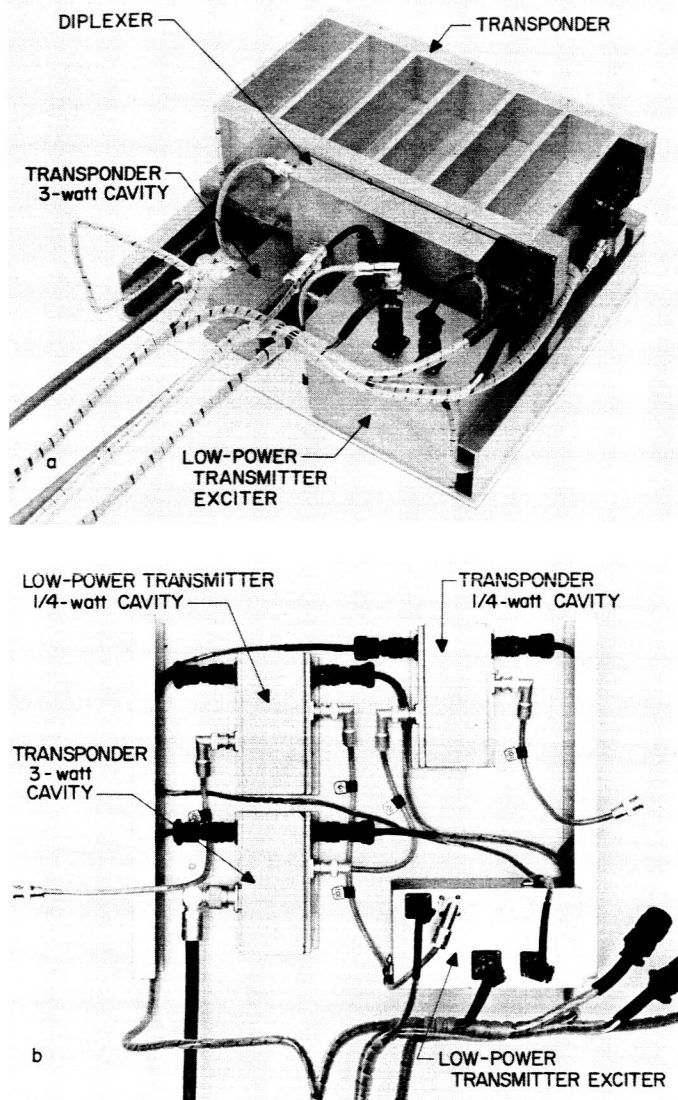 DIPLEXER
TRANSPONDER
TRANSPONDER
3-watt CAVITY
a
LOW-POWER
TRANSMITTER
EXCITER
LOW-POWER TRANSMITTER
1/4-watt CAVITY
TRANSPONDER
1/4-watt CAVITY
TRANSPONDER
3-watt
CAVITY
b
LOW-POWER
TRANSMITTER EXCITER